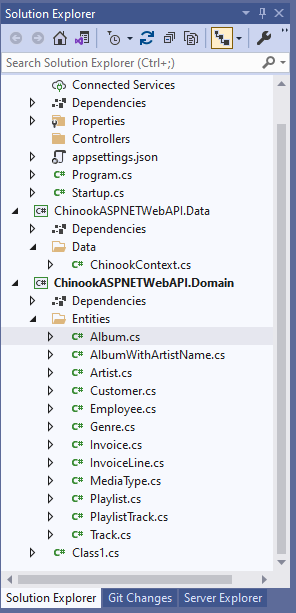 Solution Explorer
Search Solution Explorer (Ctrl+;)
Connected Services
Dependencies
Properties
Controllers
appsettings.json
Program.cs
Startup.cs
ChinookASPNETWebAPI.Data
Dependencies
Data
ChinookContext.cs
ChinookASPNETWebAPI.Domain
Dependencies
Entities
Album.cs
AlbumWithArtistName.cs
Artist.cs
Customer.cs
Employee.cs
Genre.cs
Invoice.cs
InvoiceLine.cs
MediaType.cs
Playlist.cs
PlaylistTrack.cs
Track.cs
Class1.cs
Solution Explorer Git Changes Server Explorer